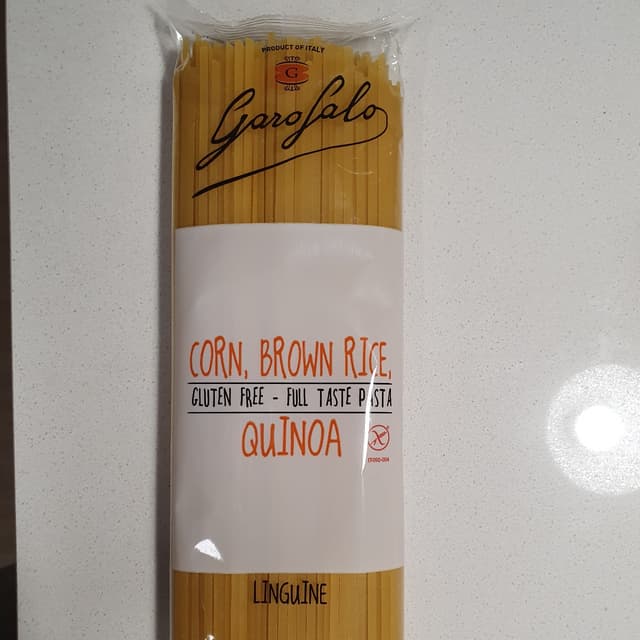 PRODUCT OF ITALY
G
Garofalo
CORN, BROWN RICE,
GLUTEN FREE - FULL TASTE PASTA
QUINOA
LINGUINE